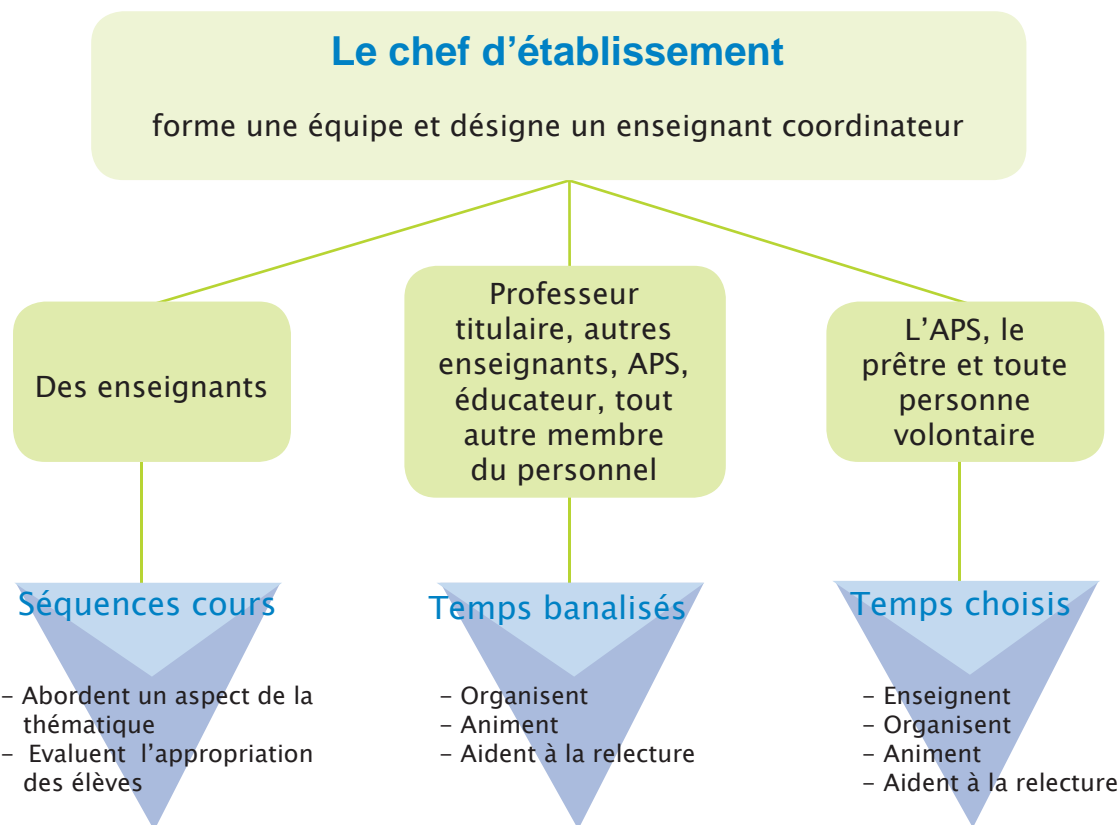 Le chef d’établissement
forme une équipe et désigne un enseignant coordinateur
Des enseignants
Professeur
titulaire, autres
enseignants, APS,
éducateur, tout
autre membre
du personnel
L’APS, le
prêtre et toute
personne
volontaire
Séquences cours
– Abordent un aspect de la
thématique
– Evaluent l’appropriation
des élèves
Temps banalisés
– Organisent
– Animent
– Aident à la relecture
Temps choisis
– Enseignent
– Organisent
– Animent
– Aident à la relecture